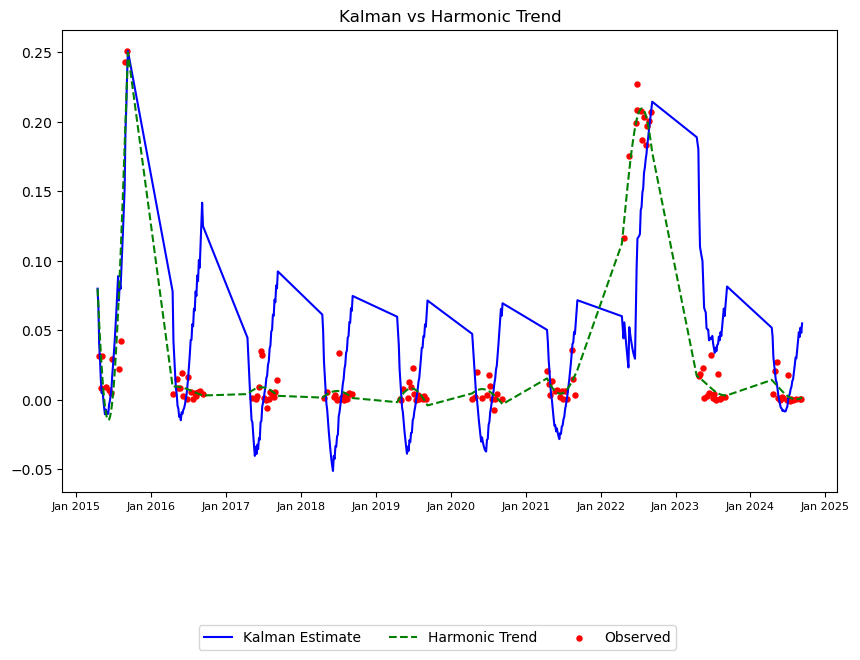 Kalman vs Harmonic Trend
0.25
0.20
0.15
0.10
0.05
0.00
−0.05
Jan 2015 Jan 2016 Jan 2017 Jan 2018 Jan 2019 Jan 2020 Jan 2021 Jan 2022 Jan 2023 Jan 2024 Jan 2025
Kalman Estimate Harmonic Trend Observed